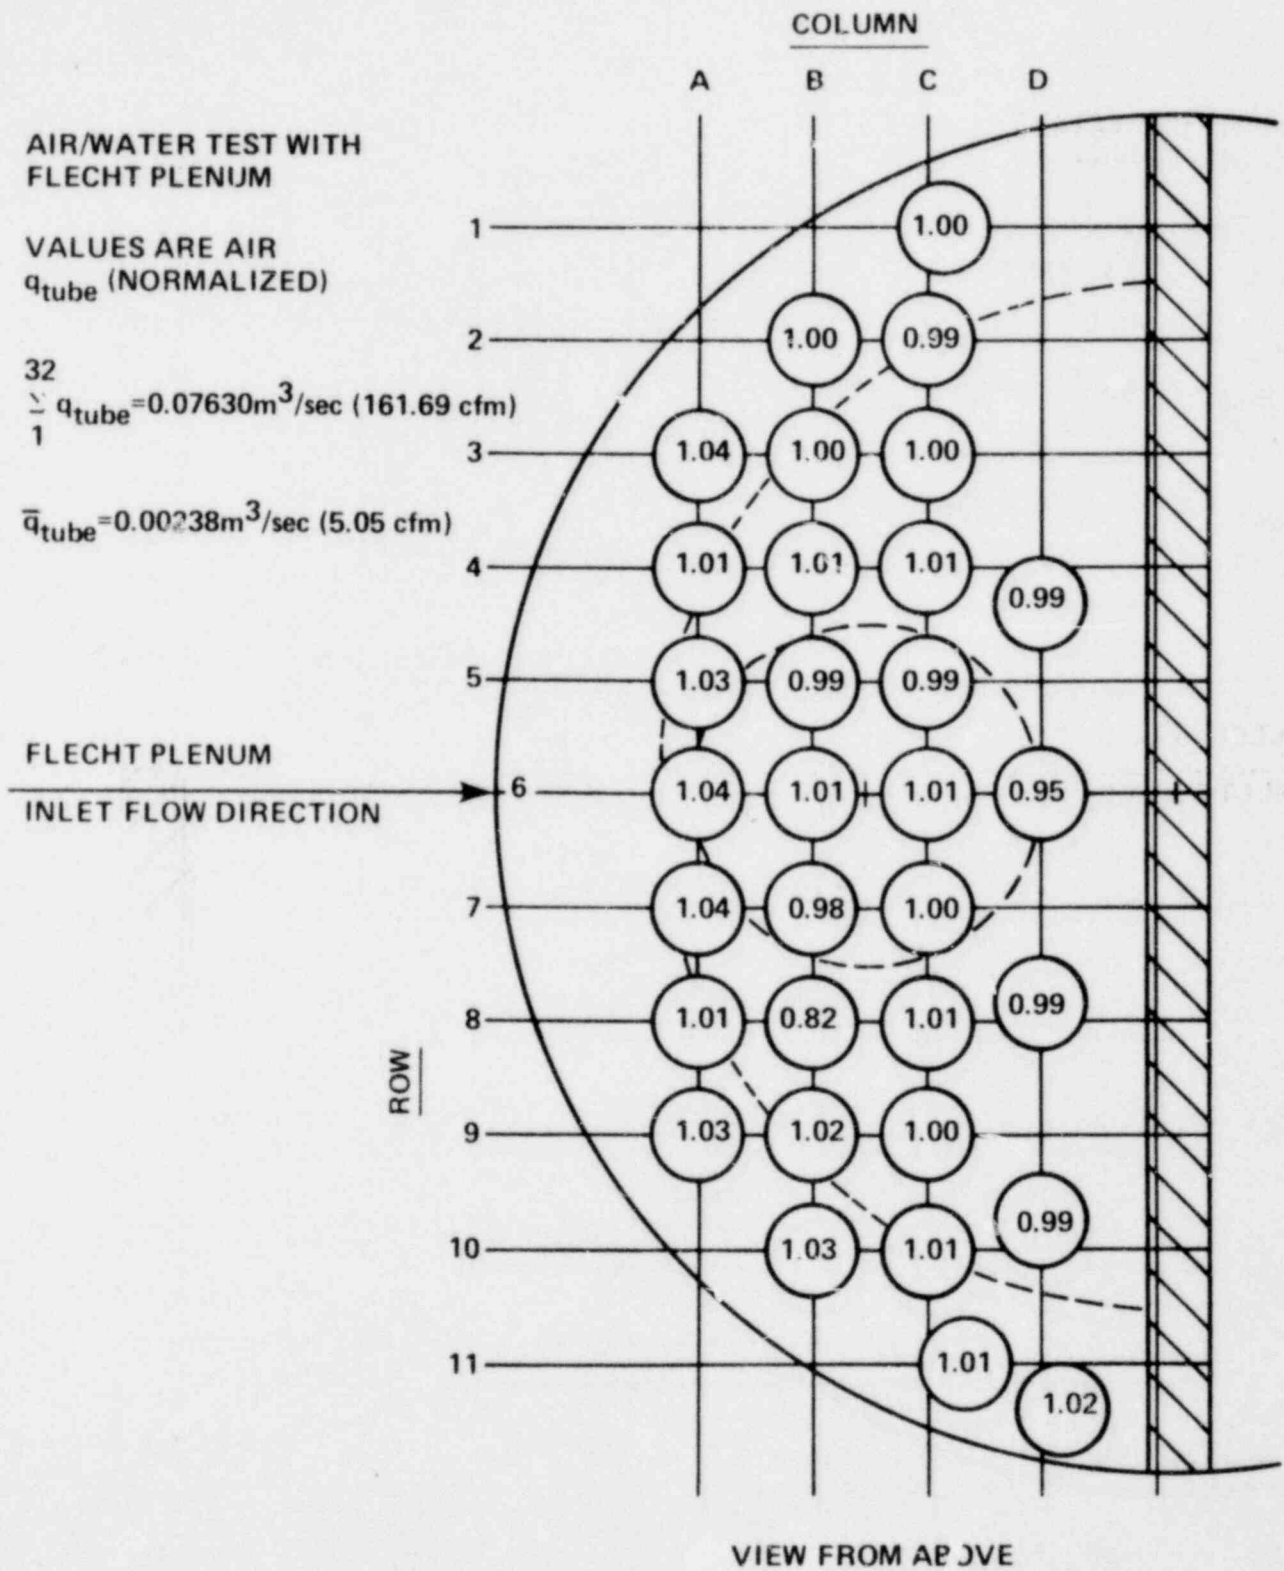 COLUMN
A B C D
AIR/WATER TEST WITH
FLECHT PLENUM
VALUES ARE AIR
q_tube (NORMALIZED)
32
∑ q_tube=0.07630m³/sec (161.69 cfm)
1
q̅_tube=0.00238m³/sec (5.05 cfm)
1 1.00
2 1.00 0.99
3 1.04 1.00 1.00
4 1.01 1.01 1.01
0.99
5 1.03 0.99 0.99
FLECHT PLENUM
6 1.04 1.01 1.01 0.95
INLET FLOW DIRECTION
7 1.04 0.98 1.00
0.99
8 1.01 0.82 1.01
ROW
9 1.03 1.02 1.00
0.99
10 1.03 1.01
11 1.01
1.02
VIEW FROM ABOVE